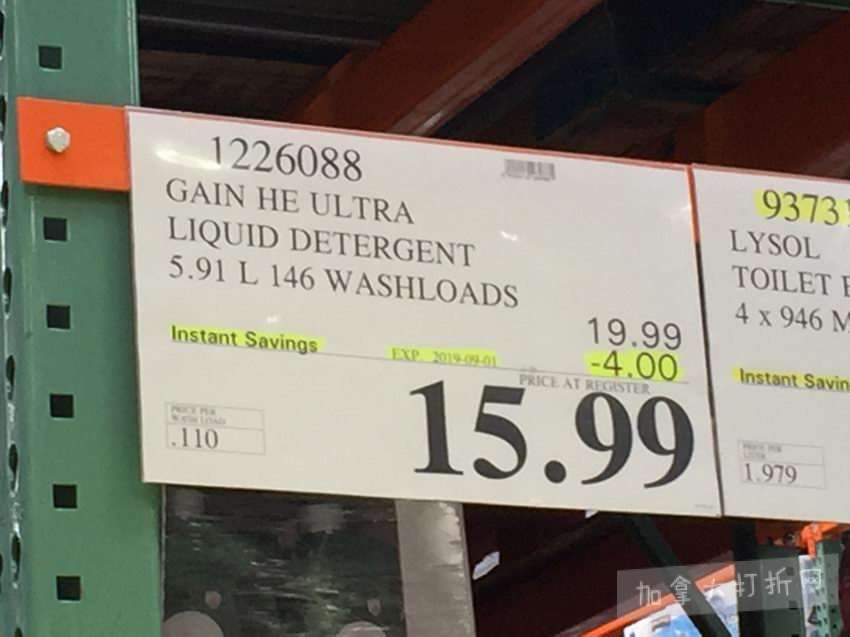 1226088
GAIN HE ULTRA
LIQUID DETERGENT
5.91 L 146 WASHLOADS
19.99
Instant Savings
EXP. 2019-09-01
-4.00
PRICE AT REGISTER
15.99
PRICE PER
WASH LOAD
.110
93731
LYSOL
TOILET
4 x 946 M
Instant Savin
PRICE PER
LITER
1.979
加拿大打折网